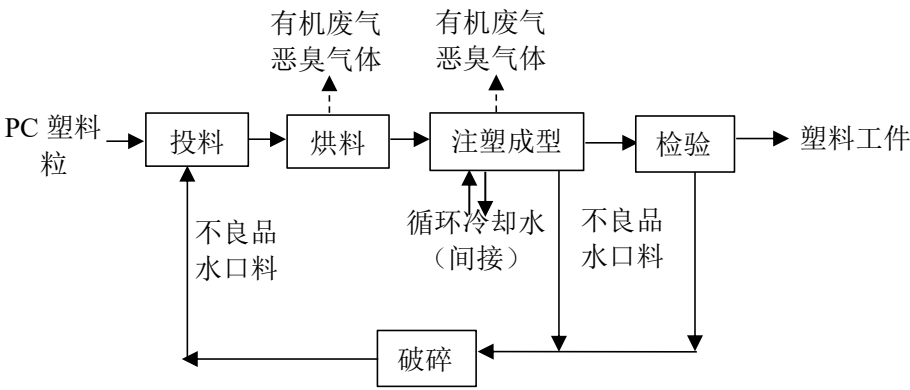 有机废气
恶臭气体
有机废气
恶臭气体
PC 塑料
粒
投料
烘料
注塑成型
检验
塑料工件
循环冷却水
（间接）
不良品
水口料
不良品
水口料
破碎